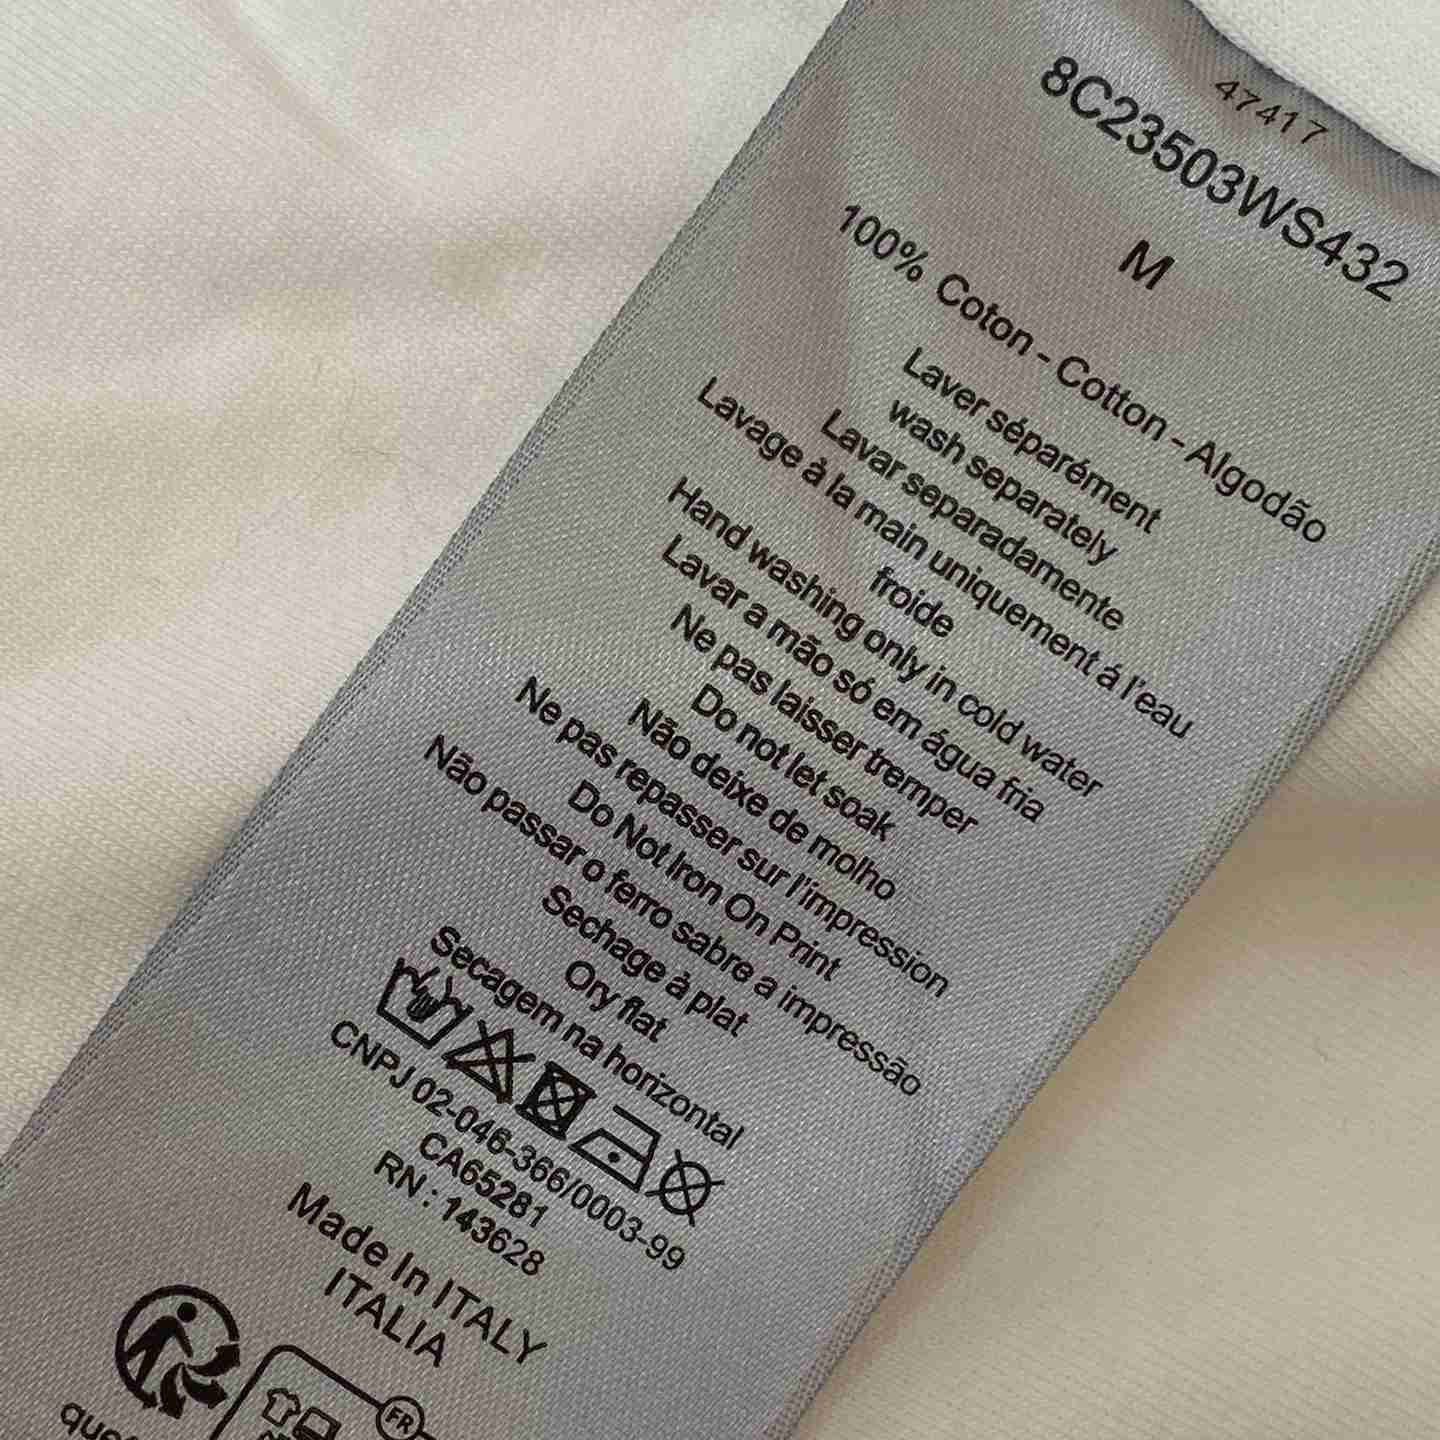 47417
8C23503WS432
M
100% Coton - Cotton - Algodão
Laver séparément
wash separately
Lavar separadamente
Lavage à la main uniquement á l'eau
froide
Hand washing only in cold water
Lavar a mão só em água fria
Ne pas laisser tremper
Do not let soak
Não deixe de molho
Ne pas repasser sur l'impression
Do Not Iron On Print
Não passar o ferro sabre a impressão
Sechage à plat
Ory flat
Secagem na horizontal
CNPJ 02-046-366/0003-99
CA65281
RN : 143628
Made In ITALY
ITALIA
FR